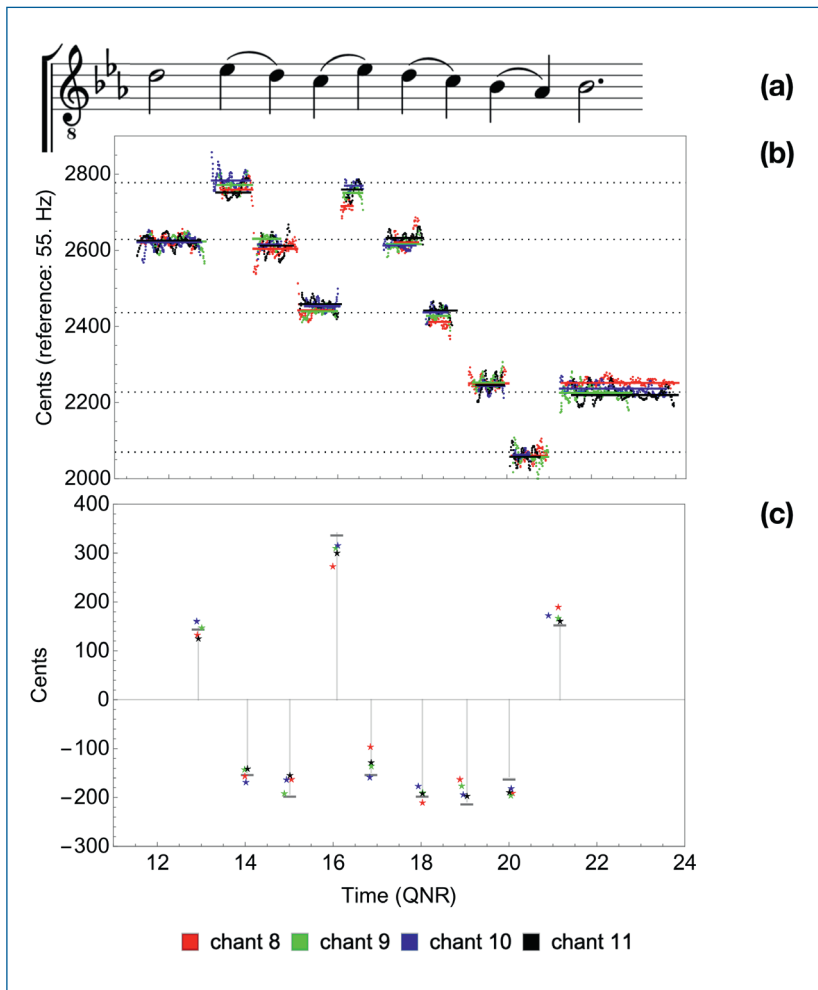 8
(a)
(b)
2800
2600
2400
2200
2000
Cents (reference: 55. Hz)
(c)
400
300
200
100
0
−100
−200
−300
Cents
12 14 16 18 20 22 24
Time (QNR)
chant 8 chant 9 chant 10 chant 11